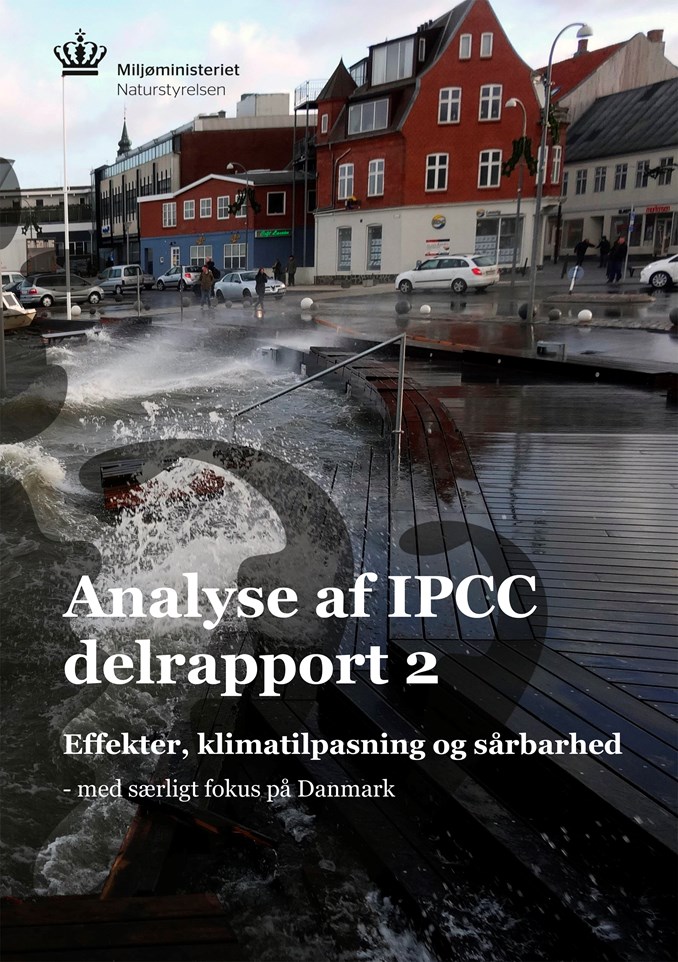 Miljøministeriet
Naturstyrelsen
Analyse af IPCC
delrapport 2
Effekter, klimatilpasning og sårbarhed
- med særligt fokus på Danmark